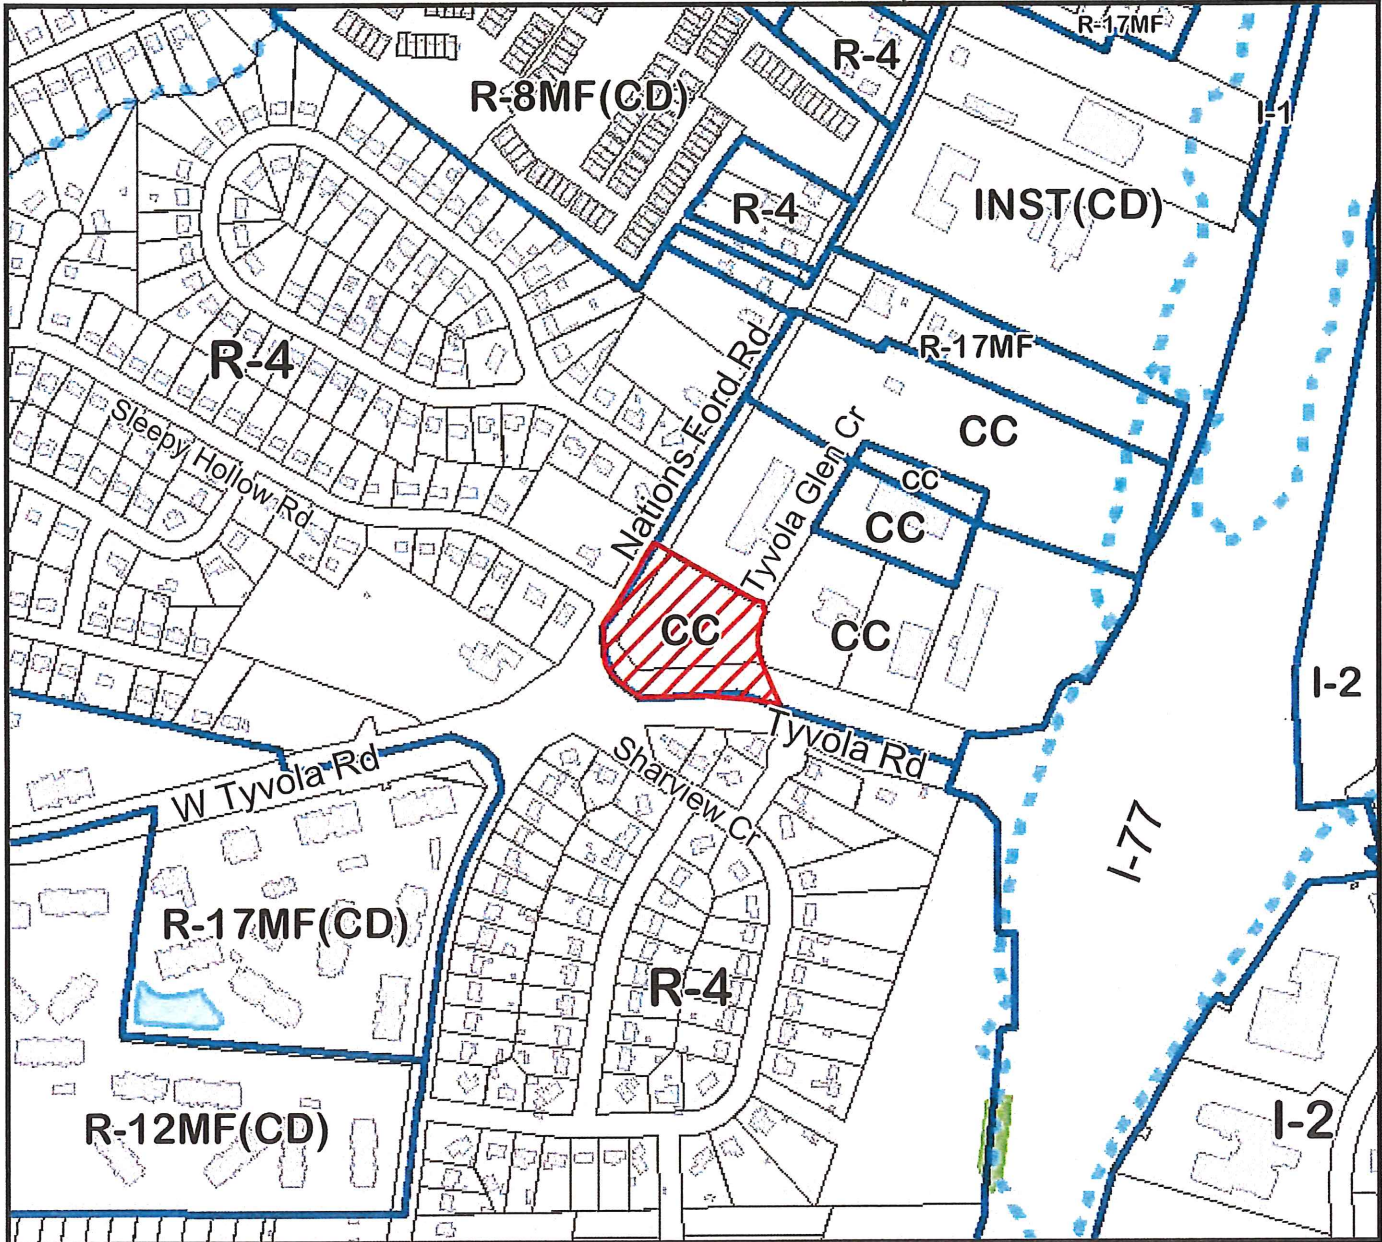 R-17MF
R-4
R-8MF(CD)
I-1
R-4
INST(CD)
R-17MF
R-4
Nations Ford Rd
CC
Sleepy Hollow Rd
Tyvola Glen Cr
CC
CC
CC
CC
I-2
Tyvola Rd
Sharview Cr
W Tyvola Rd
I-77
R-17MF(CD)
R-4
R-12MF(CD)
I-2